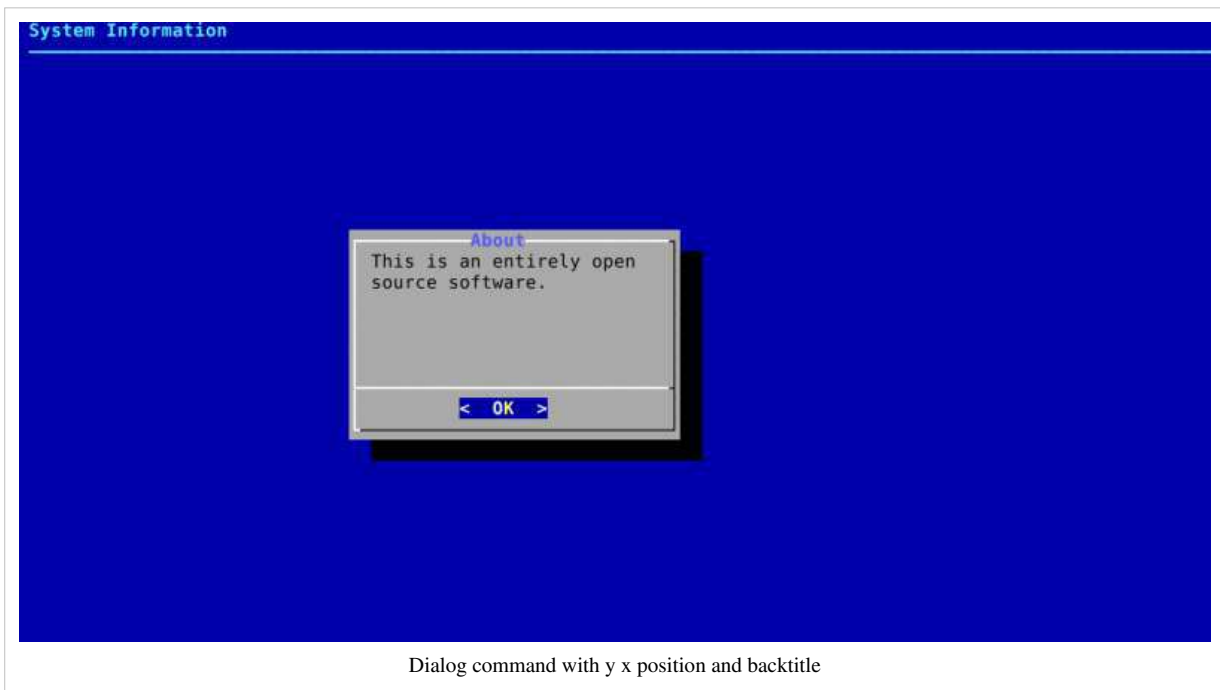 System Information
About
This is an entirely open
source software.
< OK >
Dialog command with y x position and backtitle